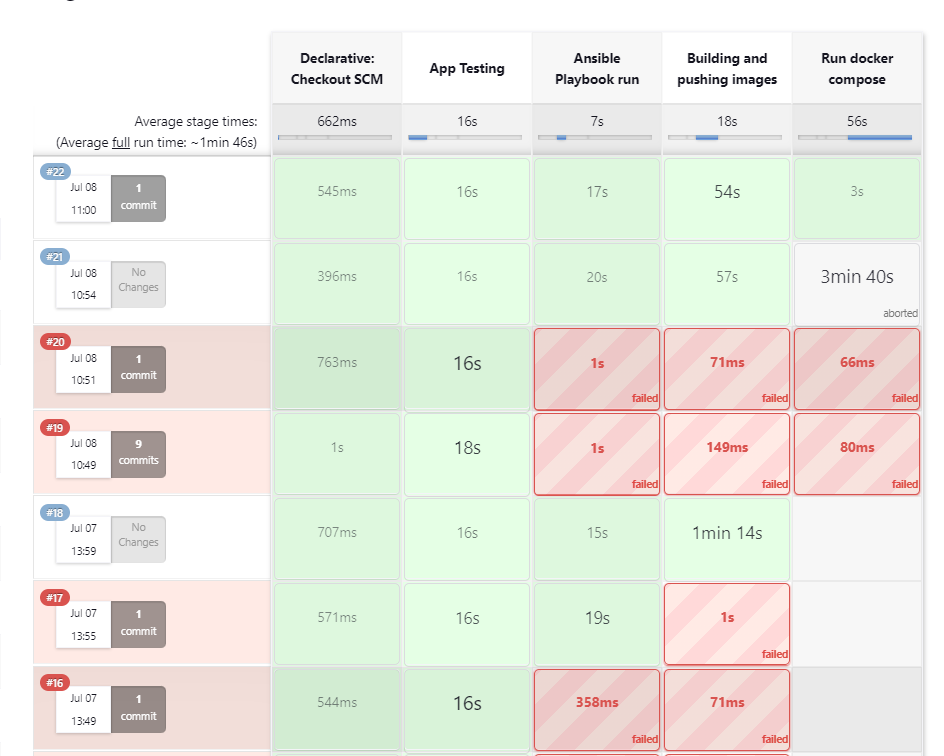 Declarative:
Checkout SCM
App Testing
Ansible
Playbook run
Building and
pushing images
Run docker
compose
Average stage times:
(Average full run time: ~1min 46s)
662ms
16s
7s
18s
56s
#22
Jul 08
11:00
1
commit
545ms
16s
17s
54s
3s
#21
Jul 08
10:54
No
Changes
396ms
16s
20s
57s
3min 40s
aborted
#20
Jul 08
10:51
1
commit
763ms
16s
1s
failed
71ms
failed
66ms
failed
#19
Jul 08
10:49
9
commits
1s
18s
1s
failed
149ms
failed
80ms
failed
#18
Jul 07
13:59
No
Changes
707ms
16s
15s
1min 14s
#17
Jul 07
13:55
1
commit
571ms
16s
19s
1s
failed
#16
Jul 07
13:49
1
commit
544ms
16s
358ms
failed
71ms
failed